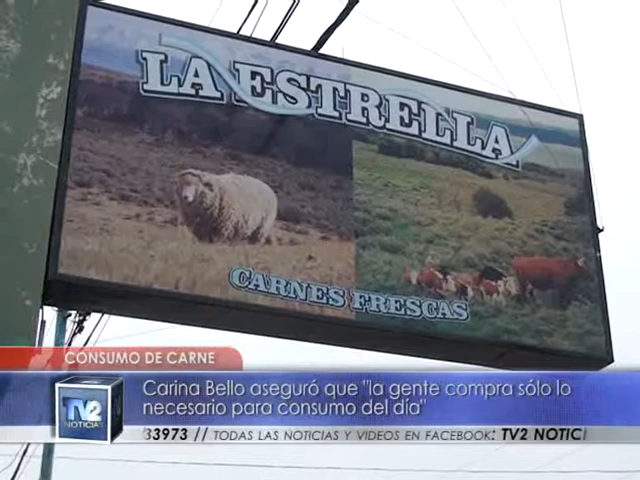 LA ESTRELLA
CARNES FRESCAS
CONSUMO DE CARNE
Carina Bello aseguró que "la gente compra sólo lo
necesario para consumo del día"
TV2
NOTICIAS
33973 // TODAS LAS NOTICIAS Y VIDEOS EN FACEBOOK: TV2 NOTIC